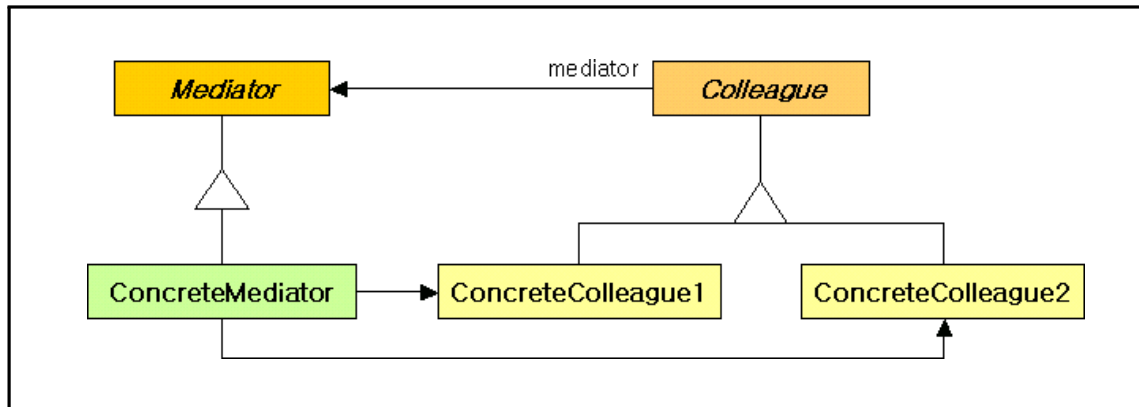 mediator
Mediator
Colleague
ConcreteMediator
ConcreteColleague1
ConcreteColleague2